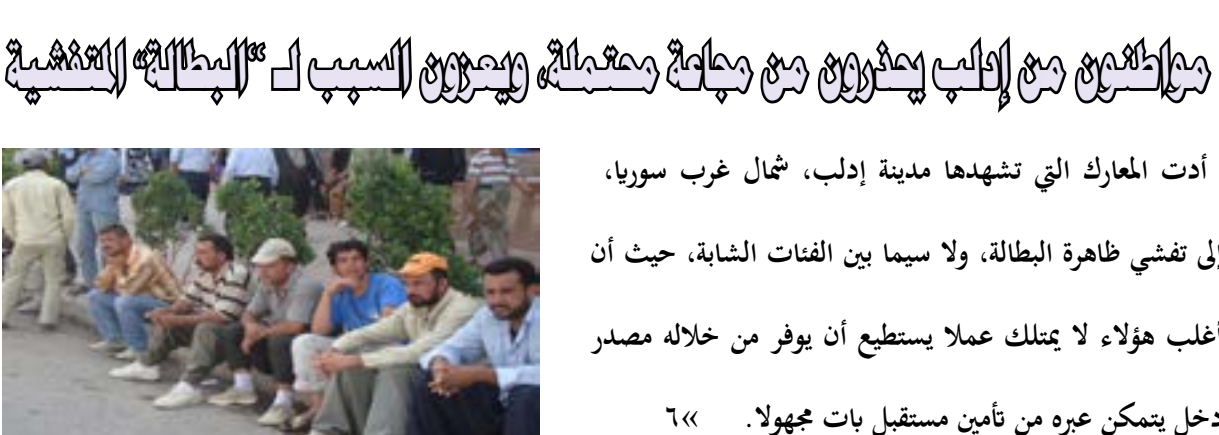 مواطنون من إدلب يحذرون من مجاعة محتملة، ويعزون السبب لـ “البطالة“ المتفشية
أدت المعارك التي تشهدها مدينة إدلب، شمال غرب سوريا،
إلى تفشي ظاهرة البطالة، ولا سيما بين الفئات الشابة، حيث أن
أغلب هؤلاء لا يمتلك عملا يستطيع أن يوفر من خلاله مصدر
دخل يتمكن عبره من تأمين مستقبل بات مجهولا. »٦